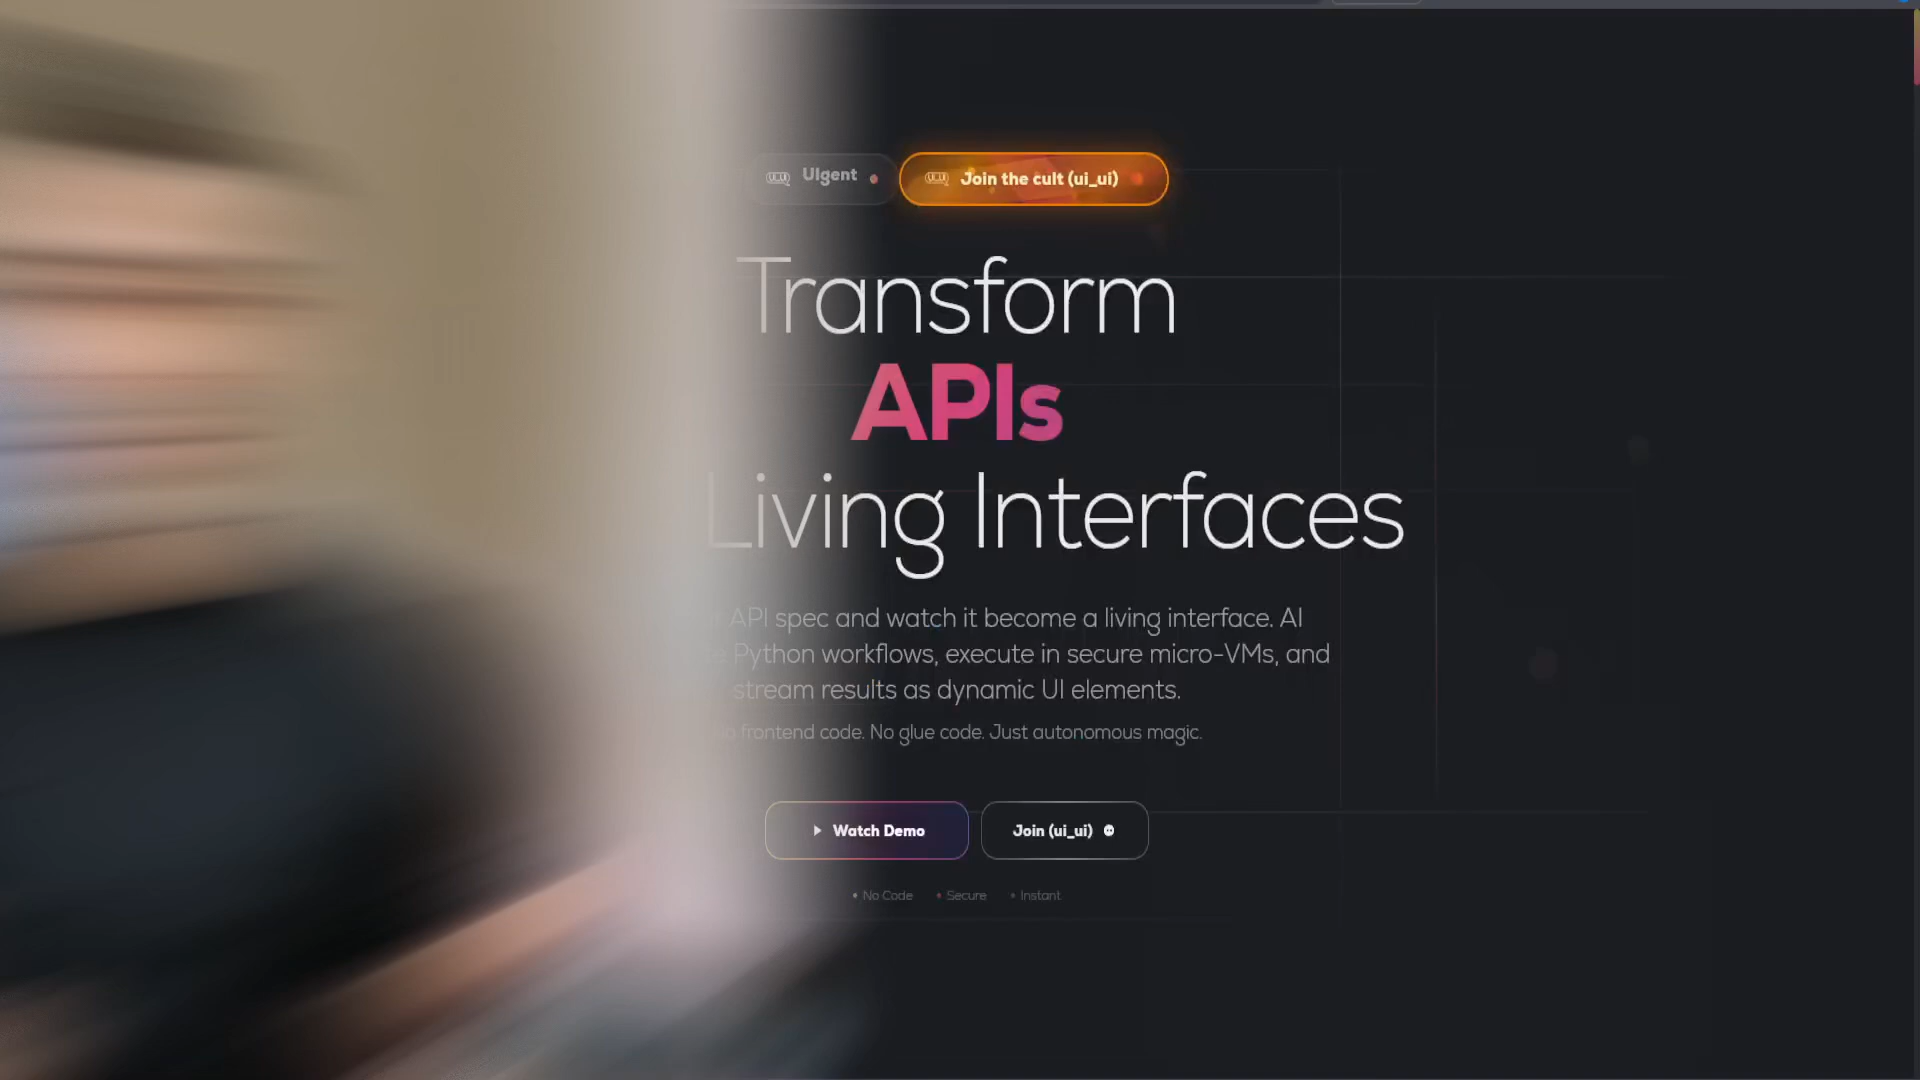 UIgent
Join the cult (ui_ui)
Transform
APIs
Living Interfaces
API spec and watch it become a living interface. AI
Python workflows, execute in secure micro-VMs, and
stream results as dynamic UI elements.
frontend code. No glue code. Just autonomous magic.
Watch Demo
Join (ui_ui)
No Code
Secure
Instant